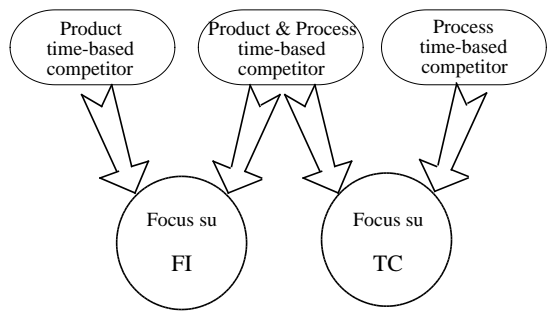 Product
time-based
competitor
Product & Process
time-based
competitor
Process
time-based
competitor
Focus su
FI
Focus su
TC